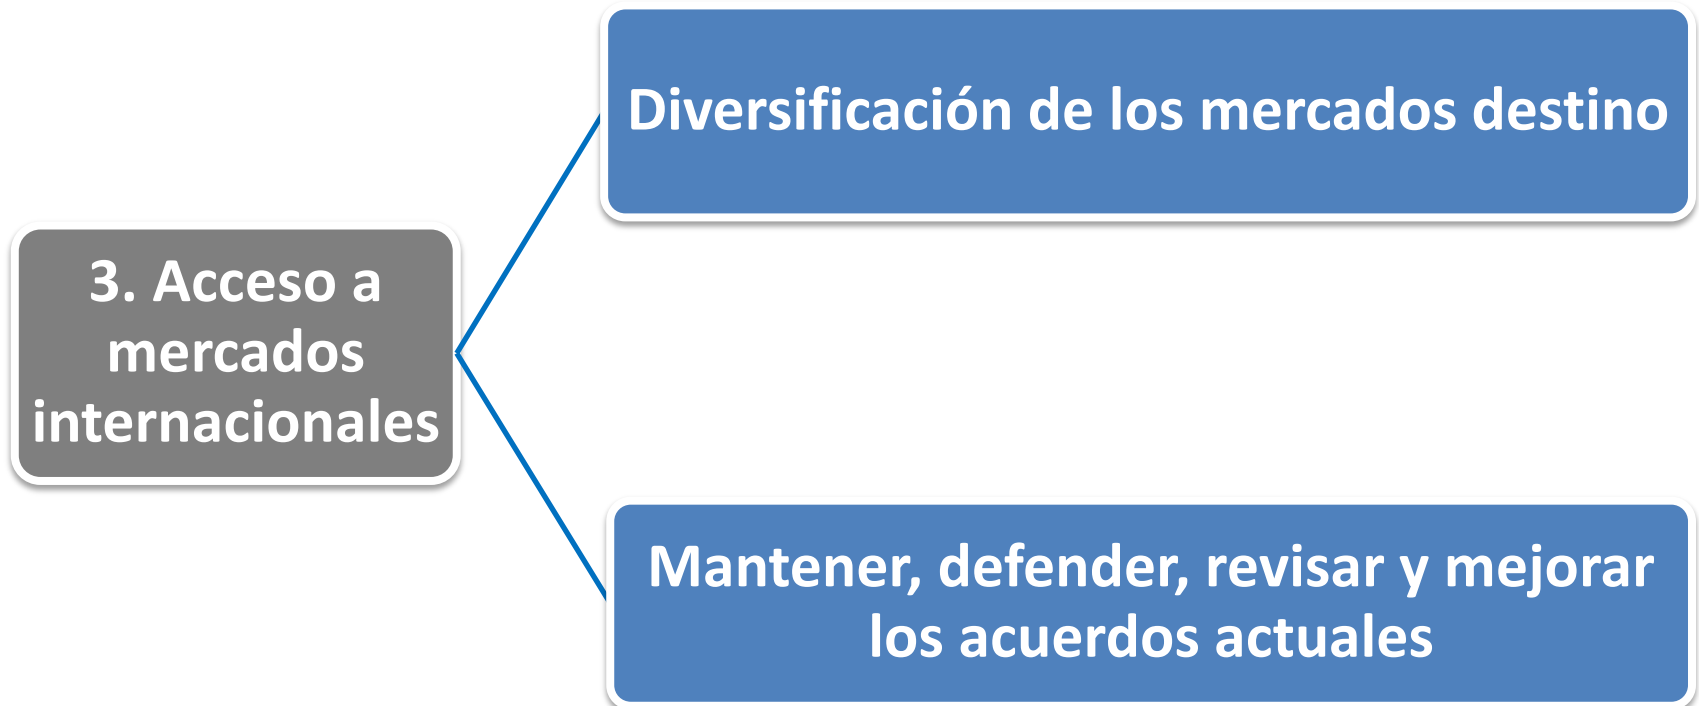 Diversificación de los mercados destino
3. Acceso a
mercados
internacionales
Mantener, defender, revisar y mejorar
los acuerdos actuales